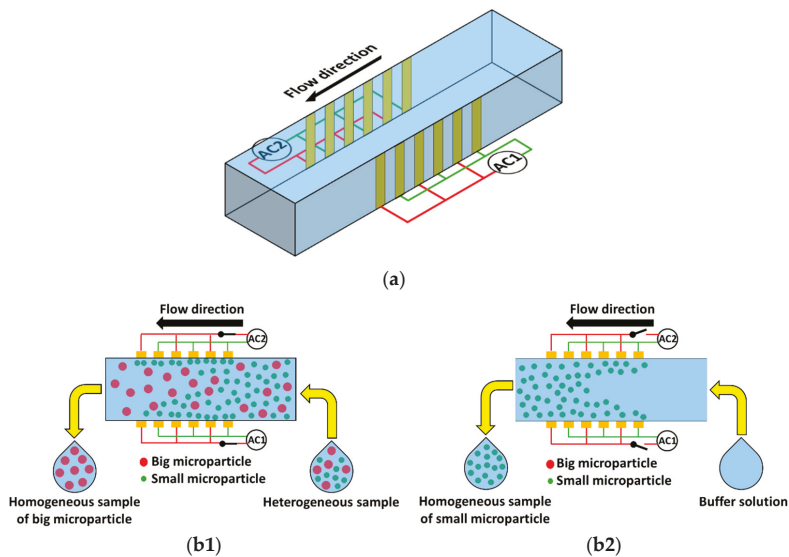 Flow direction
AC2
AC1
(a)
Flow direction
AC2
AC1
Big microparticle
Small microparticle
Homogeneous sample
of big microparticle
Heterogeneous sample
(b1)
Flow direction
AC2
AC1
Big microparticle
Small microparticle
Homogeneous sample
of small microparticle
Buffer solution
(b2)